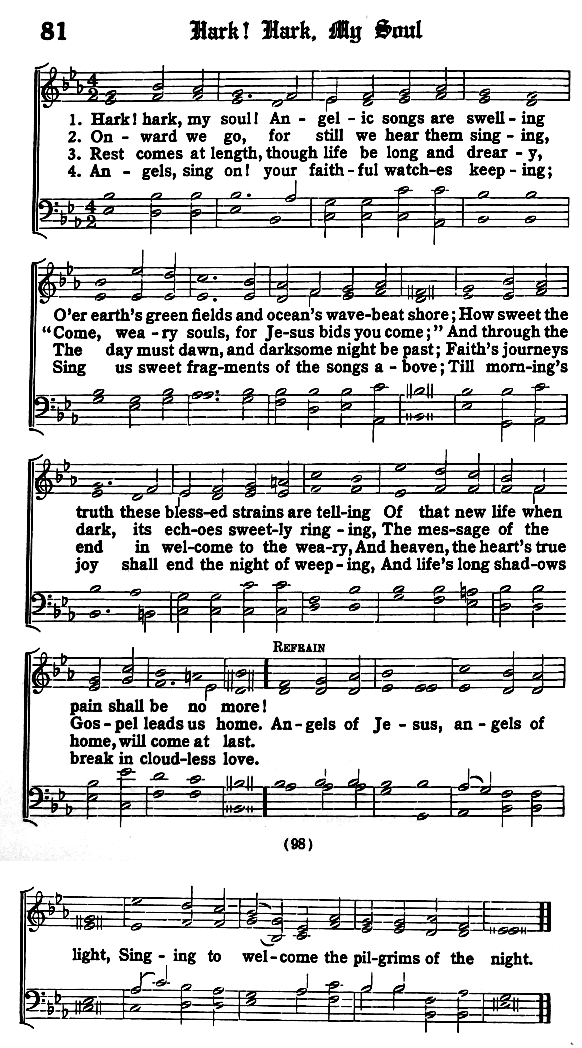 81 Hark! Hark, My Soul
1. Hark! hark, my soul! An - gel - ic songs are swell - ing
2. On - ward we go, for still we hear them sing - ing,
3. Rest comes at length, though life be long and drear - y,
4. An - gels, sing on! your faith - ful watch - es keep - ing;
O'er earth's green fields and ocean's wave-beat shore; How sweet the
"Come, wea - ry souls, for Je-sus bids you come;" And through the
The day must dawn, and darksome night be past; Faith's journeys
Sing us sweet frag-ments of the songs a - bove; Till morn-ing's
truth these bless-ed strains are tell-ing Of that new life when
dark, its ech-oes sweet-ly ring - ing, The mes-sage of the
end in wel-come to the wea-ry, And heaven, the heart's true
joy shall end the night of weep - ing, And life's long shad-ows
REFRAIN
pain shall be no more!
Gos - pel leads us home. An-gels of Je - sus, an - gels of
home, will come at last.
break in cloud-less love.
(98)
light, Sing - ing to wel-come the pil-grims of the night.